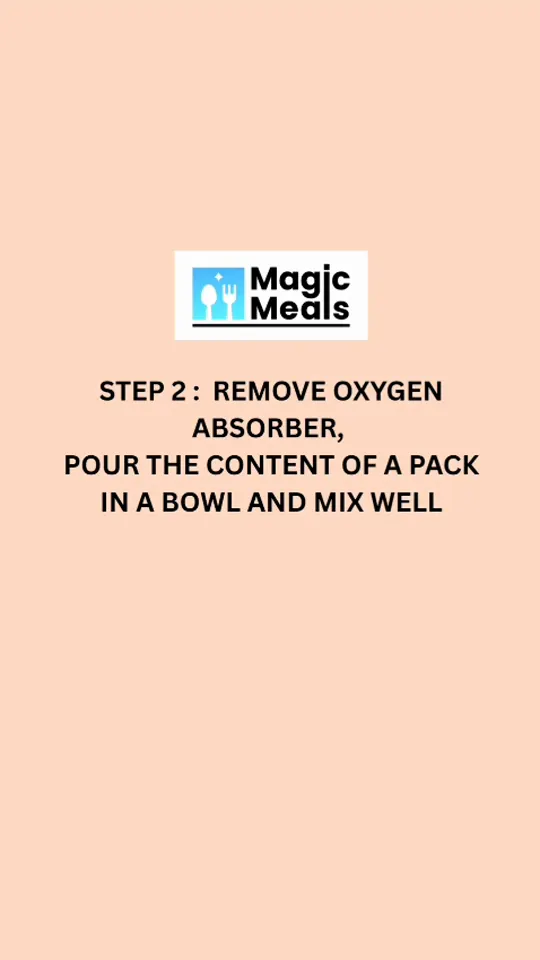 Magic
Meals
STEP 2 :  REMOVE OXYGEN
ABSORBER,
POUR THE CONTENT OF A PACK
IN A BOWL AND MIX WELL